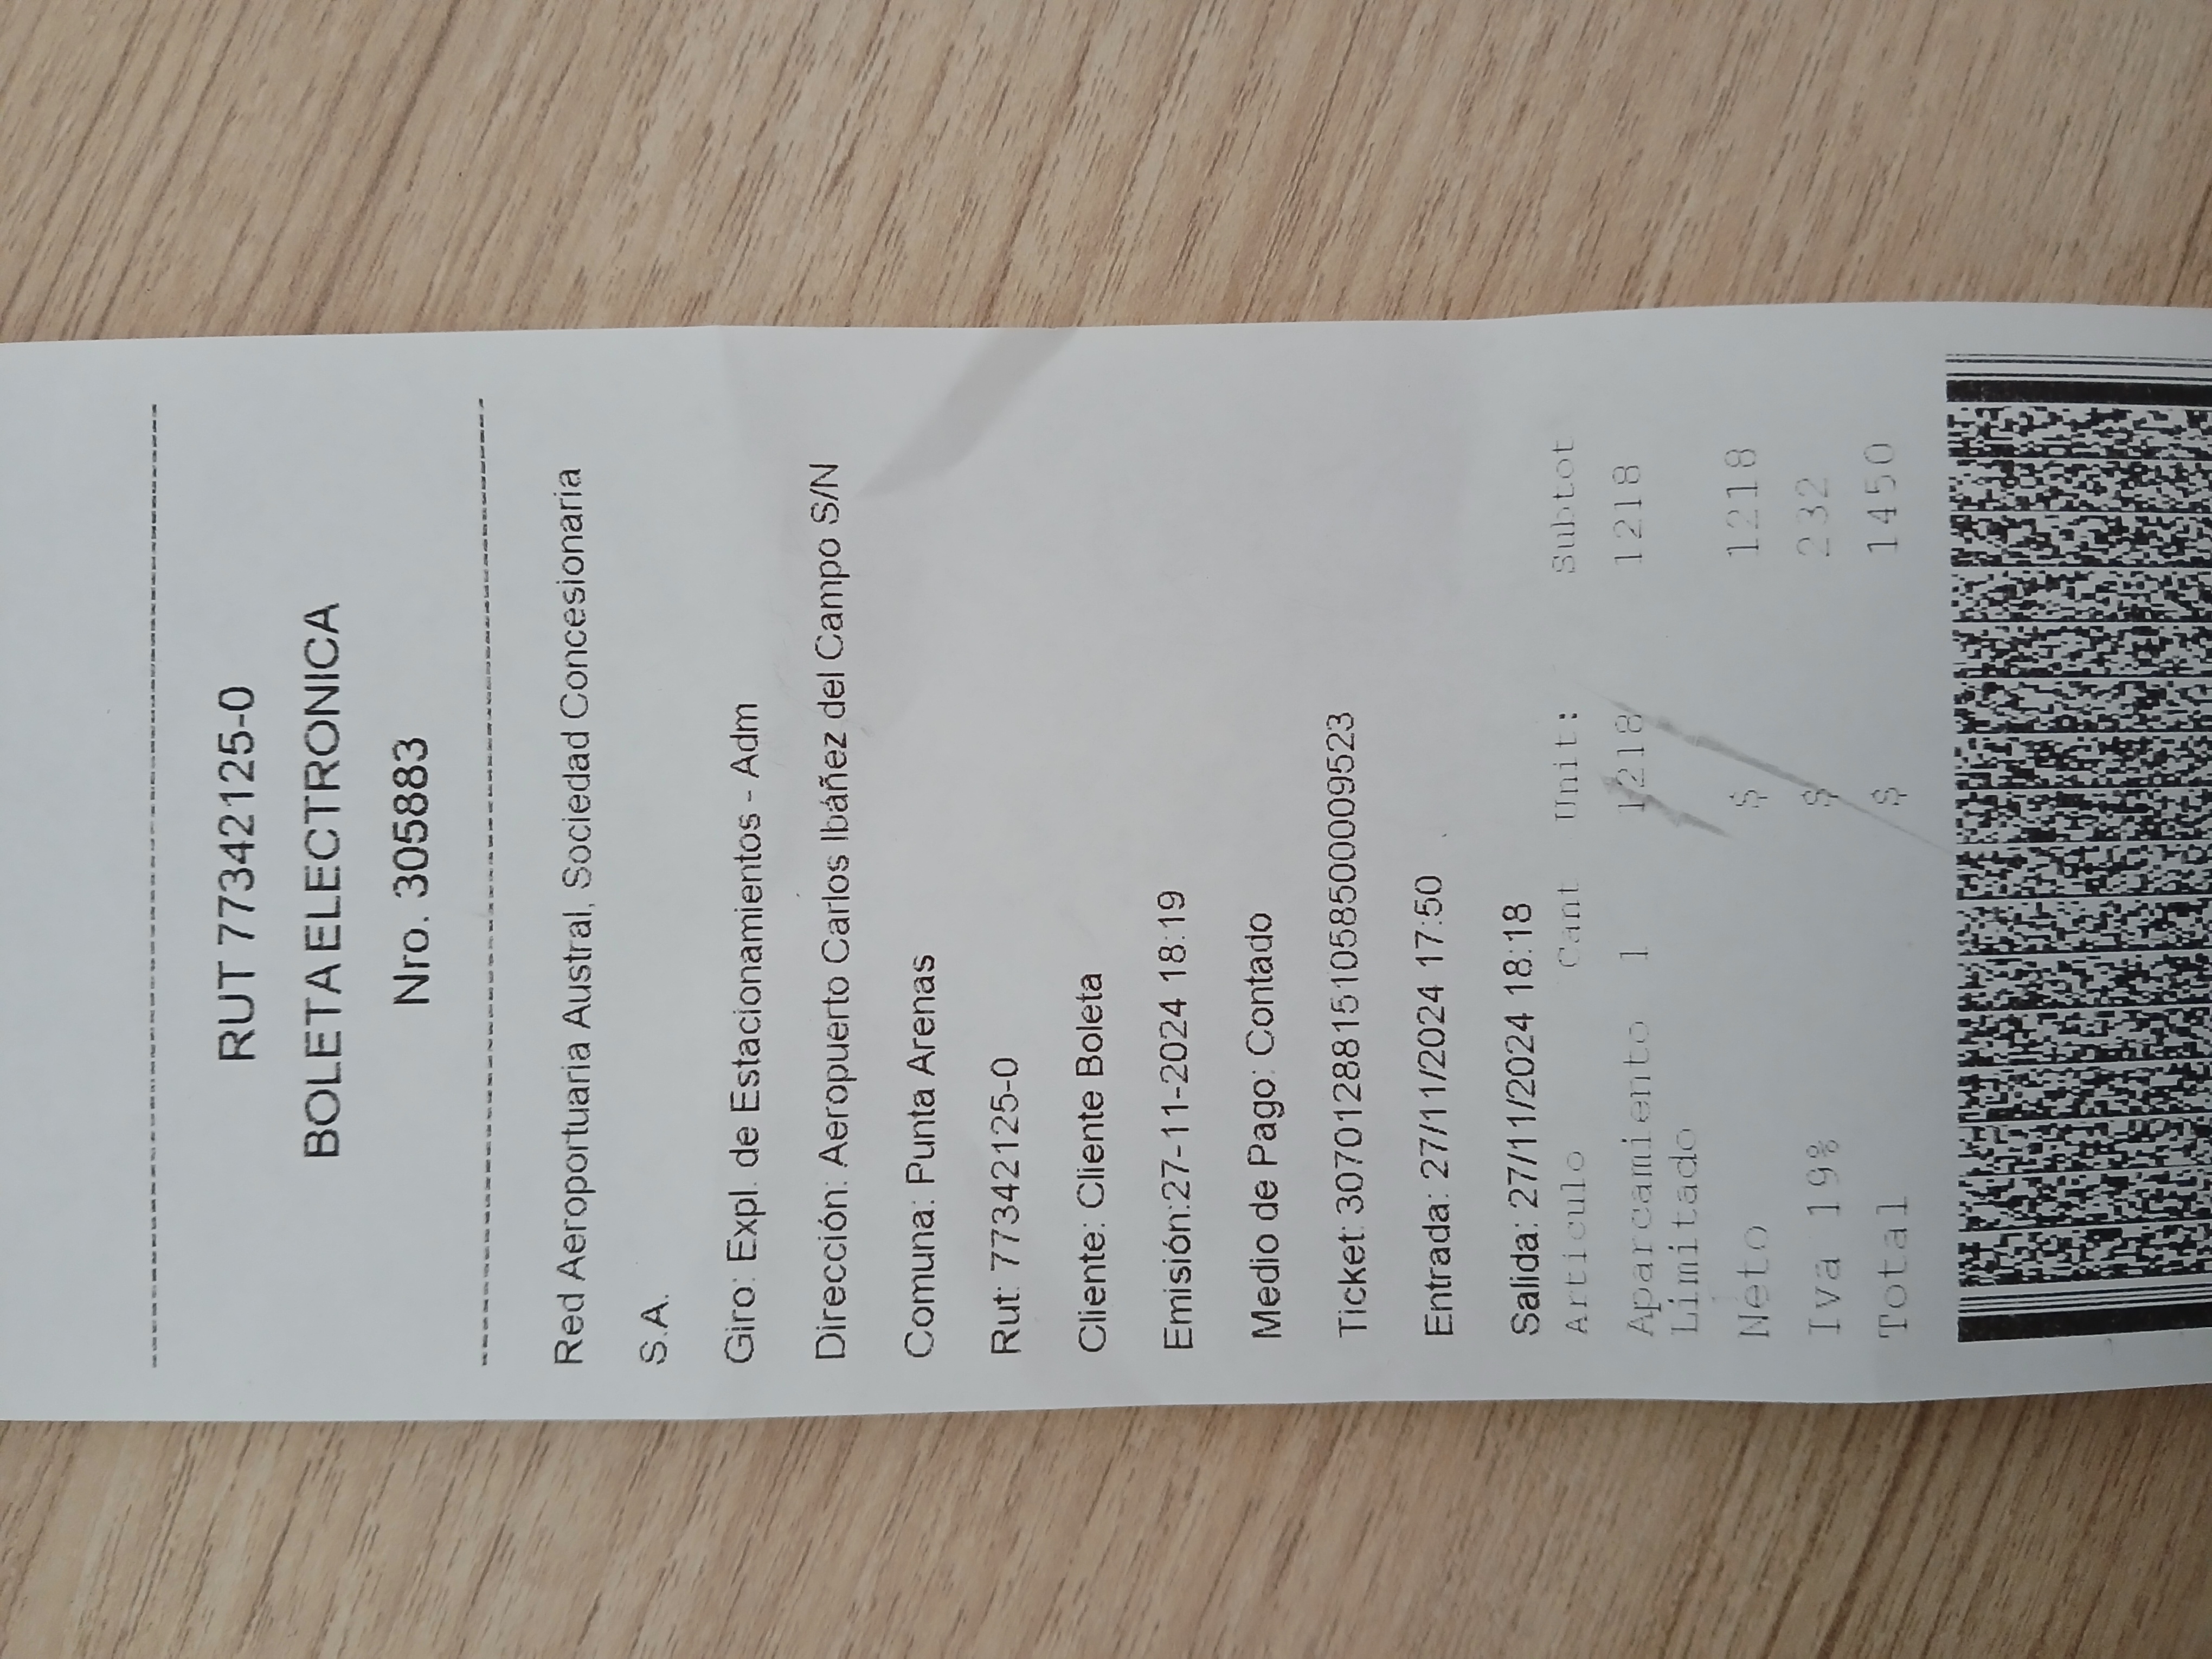 RUT 77342125-0
BOLETA ELECTRONICA
Nro. 305883
Red Aeroportuaria Austral, Sociedad Concesionaria
S.A.
Giro: Expl. de Estacionamientos - Adm
Dirección: Aeropuerto Carlos Ibáñez del Campo S/N
Comuna: Punta Arenas
Rut: 77342125-0
Cliente: Cliente Boleta
Emisión:27-11-2024 18:19
Medio de Pago: Contado
Ticket: 307012881510585000009523
Entrada: 27/11/2024 17:50
Salida: 27/11/2024 18:18
Articulo Cant Unit: Subtot
Aparcamiento 1 1218 1218
Limitado
Neto $ 1218
Iva 19% $ 232
Total $ 1450